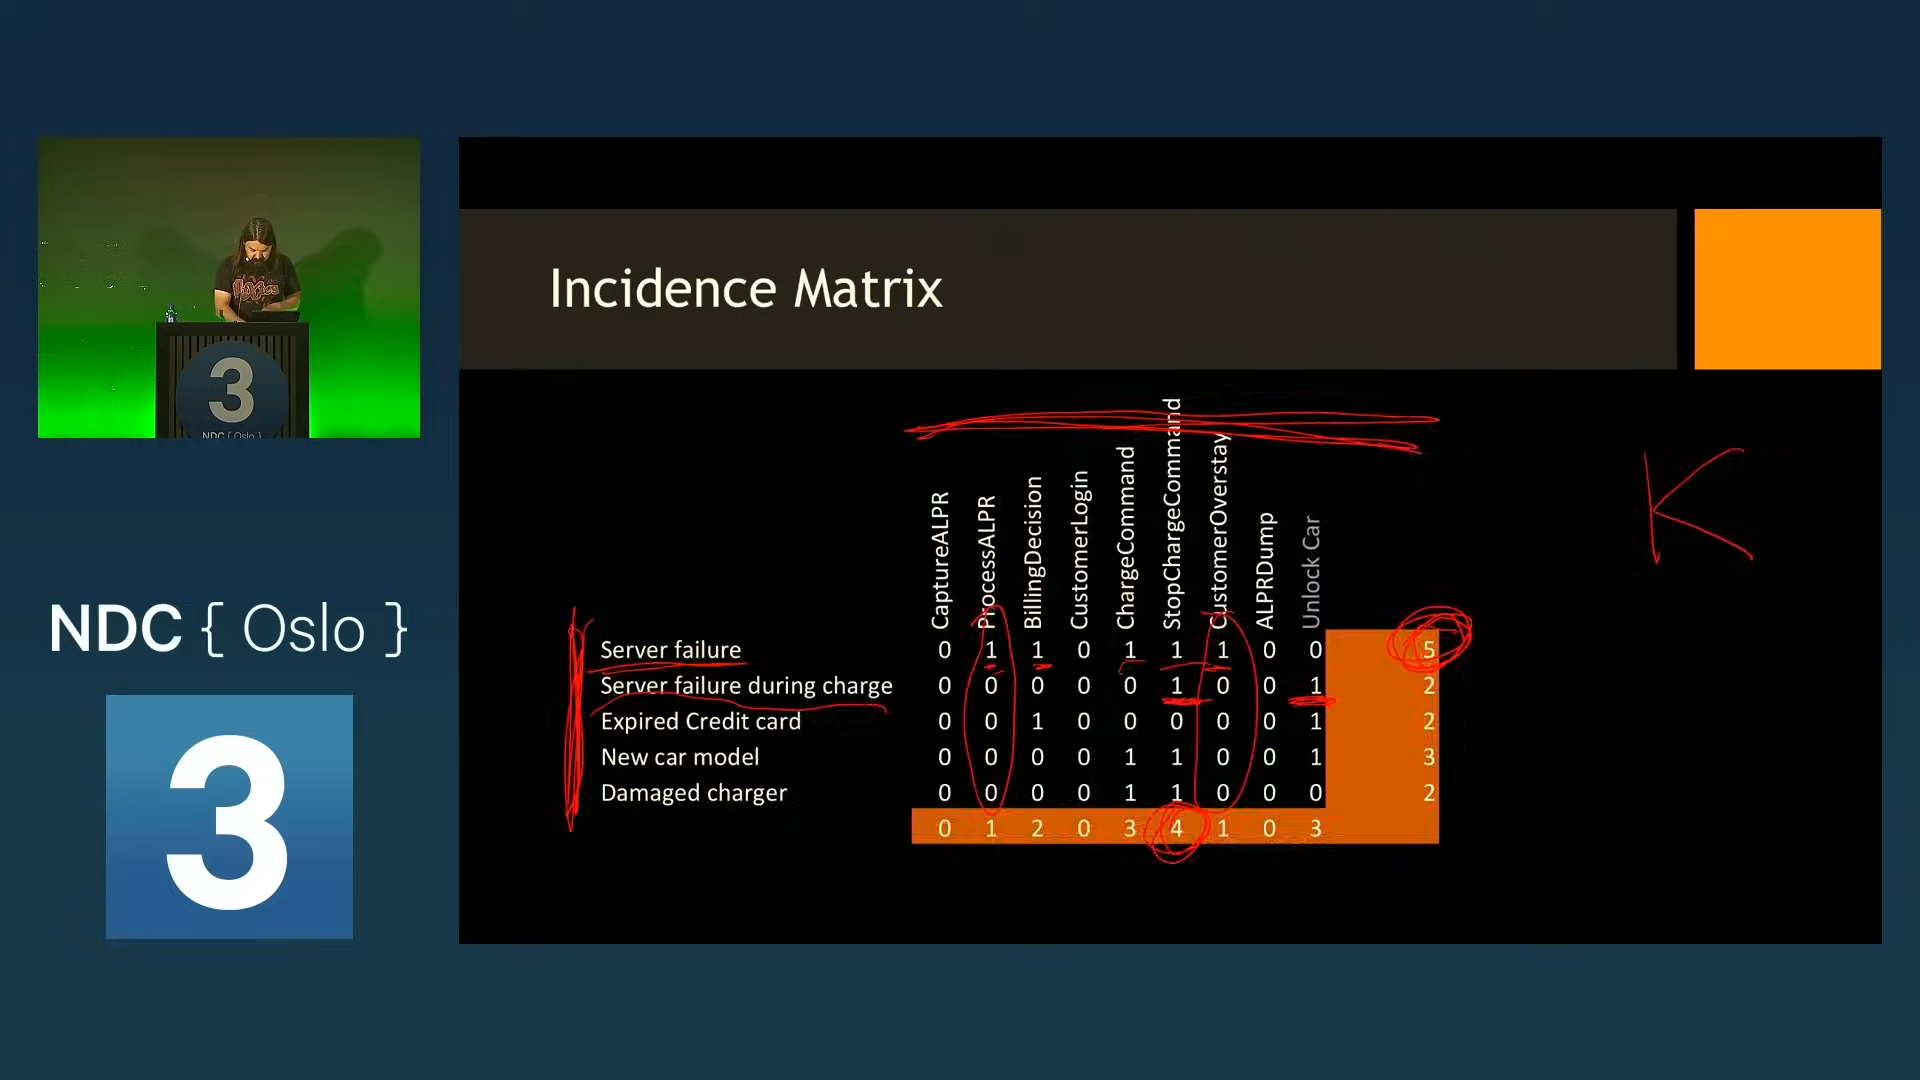 Incidence Matrix
K
CaptureALPR ProcessALPR BillingDecision CustomerLogin ChargeCommand StopChargeCommand CustomerOverstay ALPRDump Unlock Car
Server failure 0 1 1 0 1 1 1 0 0 5
Server failure during charge 0 0 0 0 0 1 0 0 1 2
Expired Credit card 0 0 1 0 0 0 0 0 1 2
New car model 0 0 0 0 1 1 0 0 1 3
Damaged charger 0 0 0 0 1 1 0 0 0 2
0 1 2 0 3 4 1 0 3
3
NDC { Oslo }
NDC { Oslo }
3